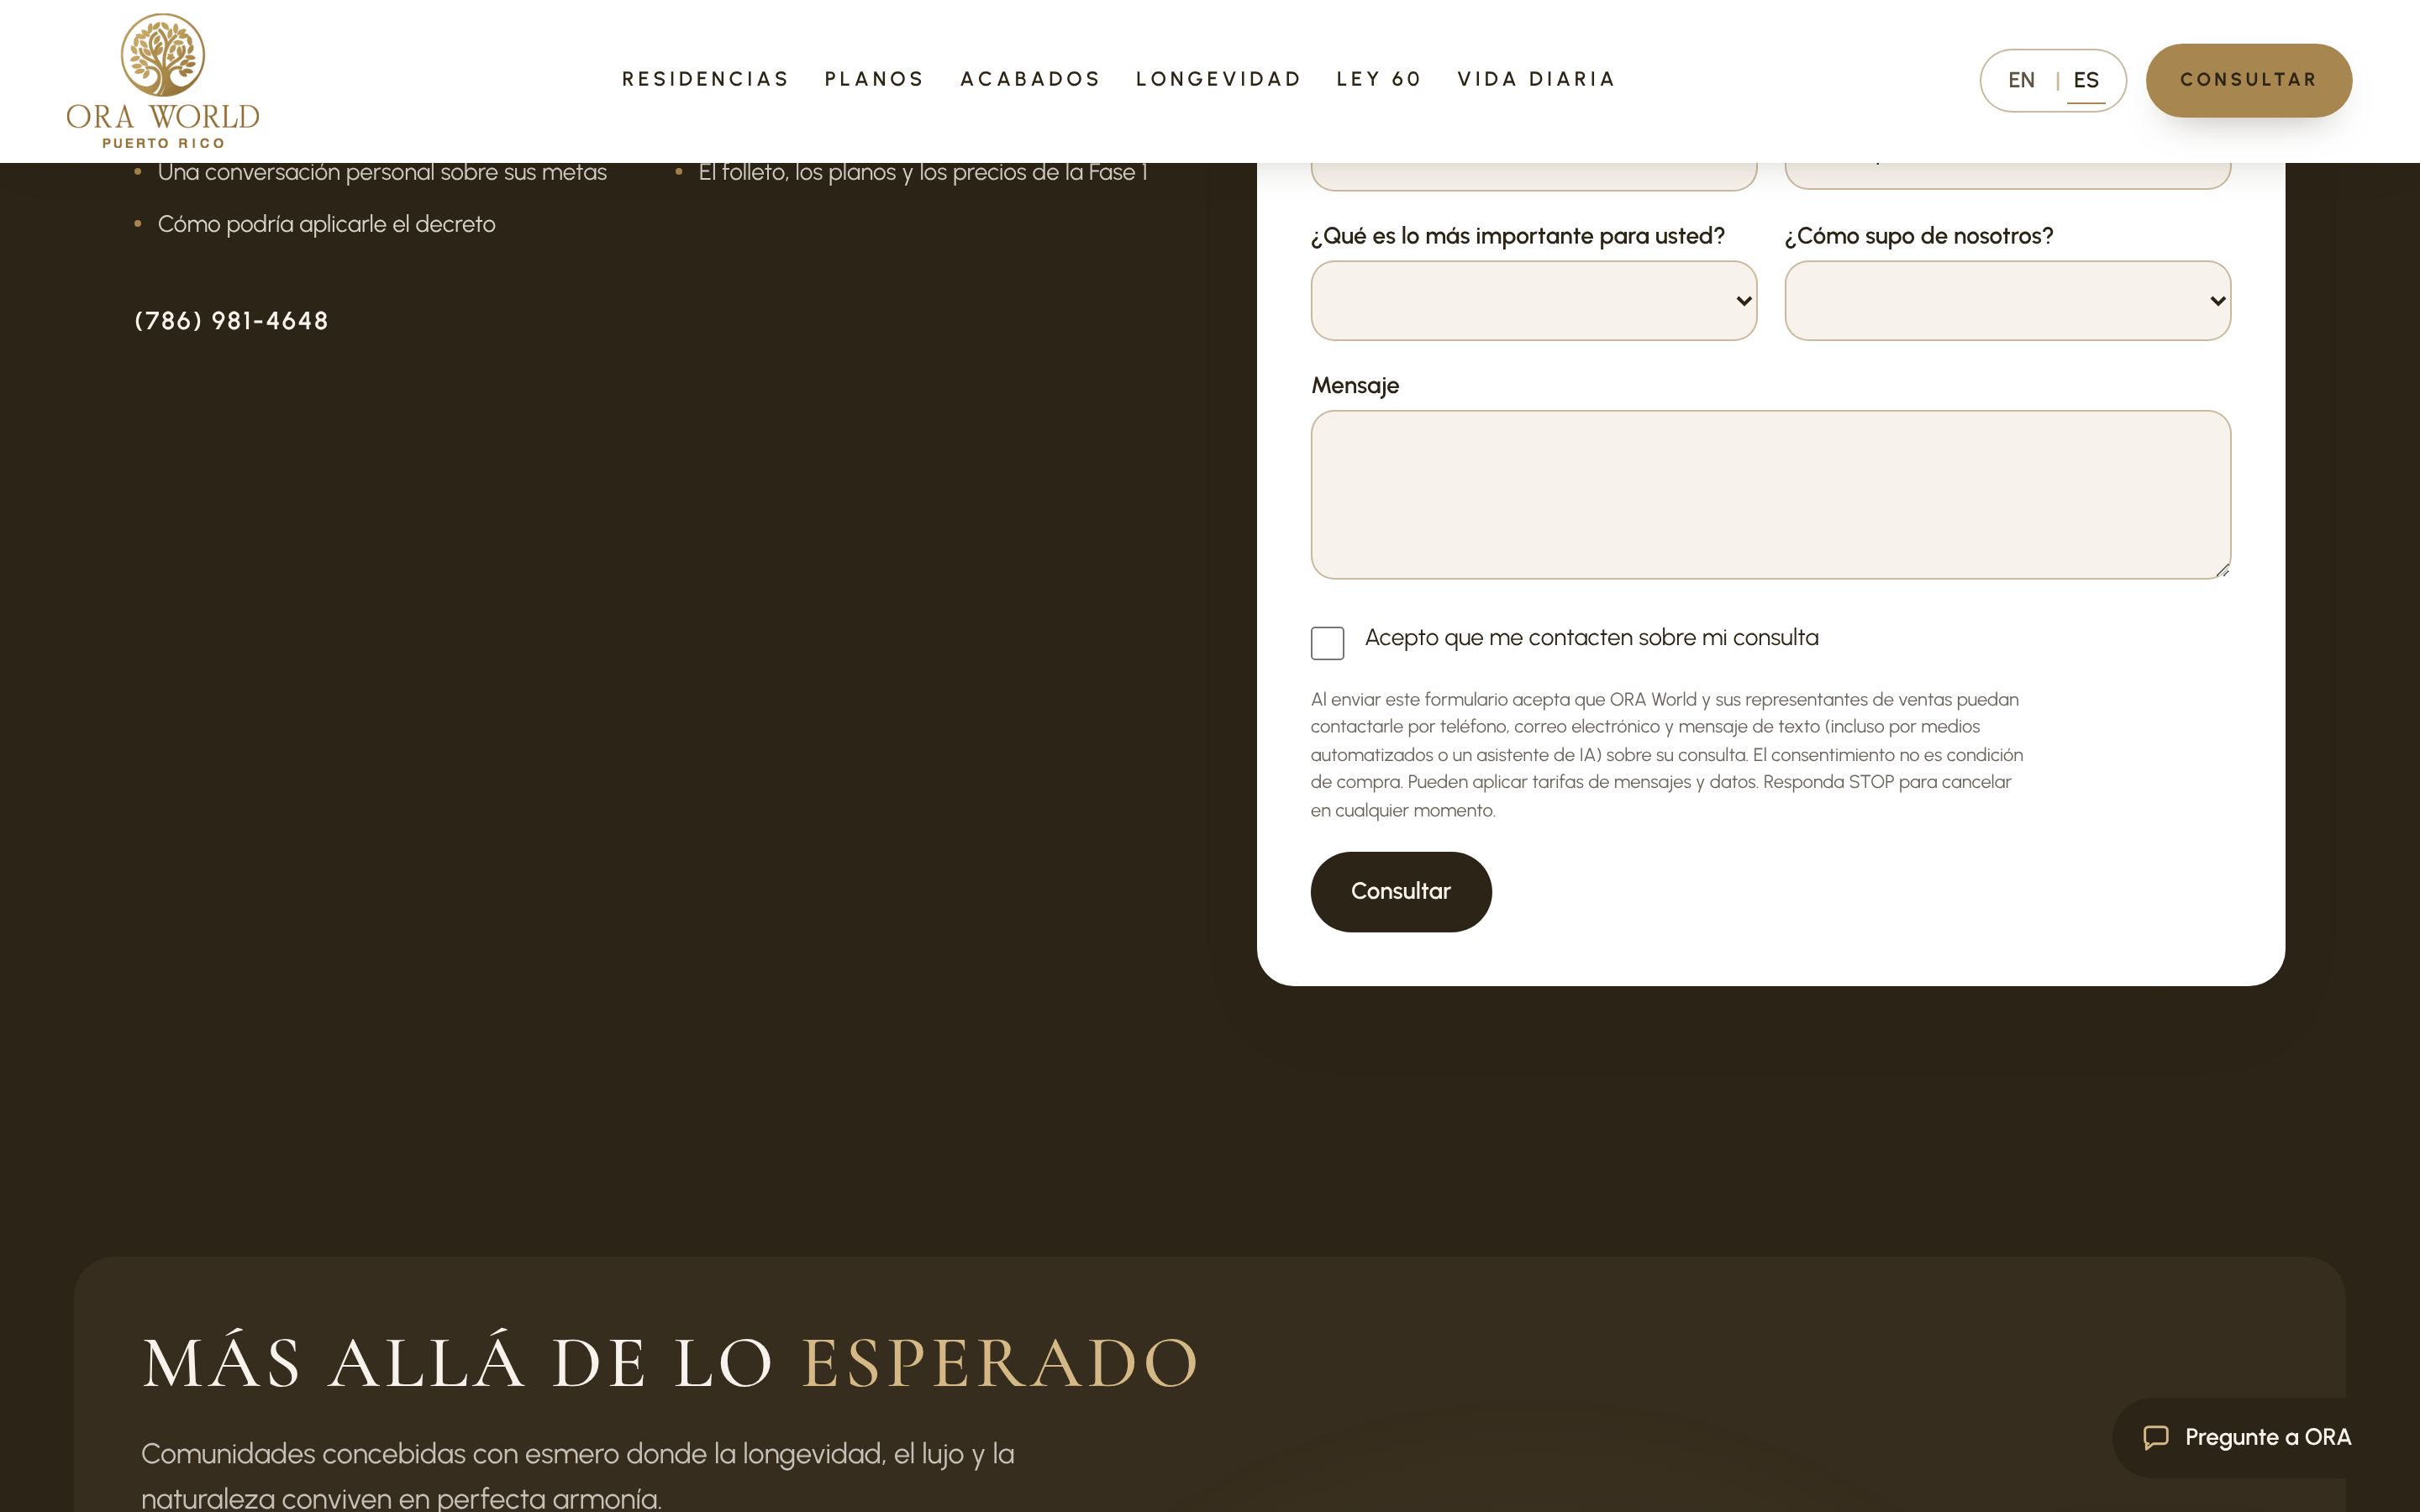 ORA WORLD
PUERTO RICO
RESIDENCIAS
PLANOS
ACABADOS
LONGEVIDAD
LEY 60
VIDA DIARIA
EN | ES
CONSULTAR
Una conversación personal sobre sus metas
El folleto, los planos y los precios de la Fase 1
Cómo podría aplicarle el decreto
(786) 981-4648
¿Qué es lo más importante para usted?
¿Cómo supo de nosotros?
Mensaje
Acepto que me contacten sobre mi consulta
Al enviar este formulario acepta que ORA World y sus representantes de ventas puedan
contactarle por teléfono, correo electrónico y mensaje de texto (incluso por medios
automatizados o un asistente de IA) sobre su consulta. El consentimiento no es condición
de compra. Pueden aplicar tarifas de mensajes y datos. Responda STOP para cancelar
en cualquier momento.
Consultar
MÁS ALLÁ DE LO ESPERADO
Comunidades concebidas con esmero donde la longevidad, el lujo y la
naturaleza conviven en perfecta armonía.
Pregunte a ORA